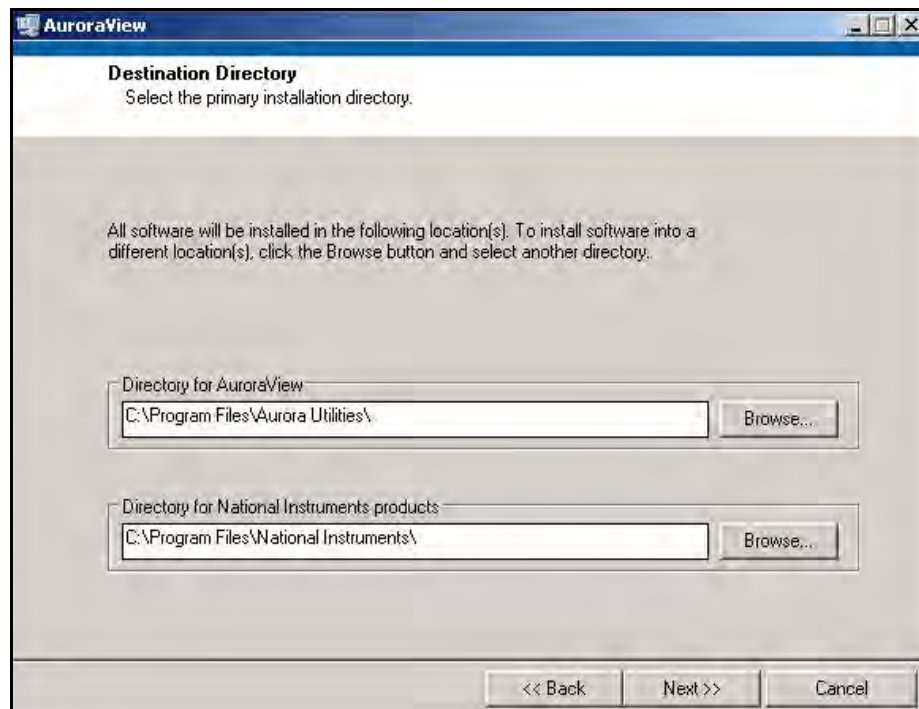 AuroraView
Destination Directory
Select the primary installation directory.
All software will be installed in the following location(s). To install software into a
different location(s), click the Browse button and select another directory.
Directory for AuroraView
C:\Program Files\Aurora Utilities\
Browse...
Directory for National Instruments products
C:\Program Files\National Instruments\
Browse...
<< Back
Next >>
Cancel